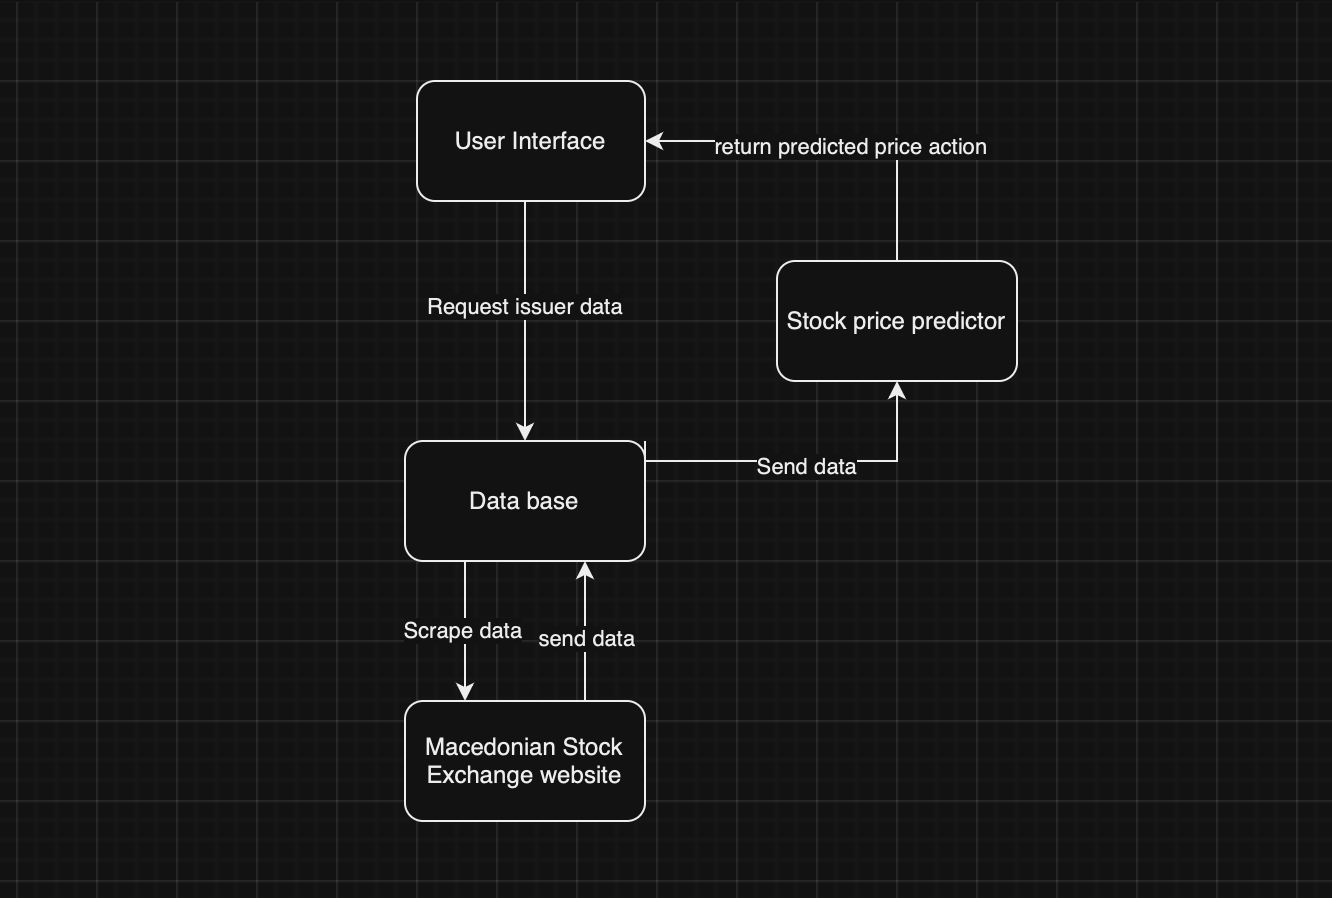 User Interface
return predicted price action
Request issuer data
Stock price predictor
Send data
Data base
Scrape data
send data
Macedonian Stock
Exchange website